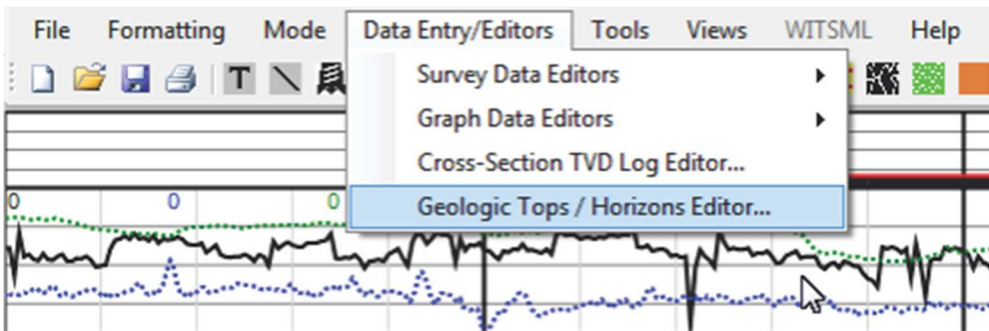 File Formatting Mode Data Entry/Editors Tools Views WITSML Help
T
Survey Data Editors
Graph Data Editors
Cross-Section TVD Log Editor...
Geologic Tops / Horizons Editor...
0 0 0